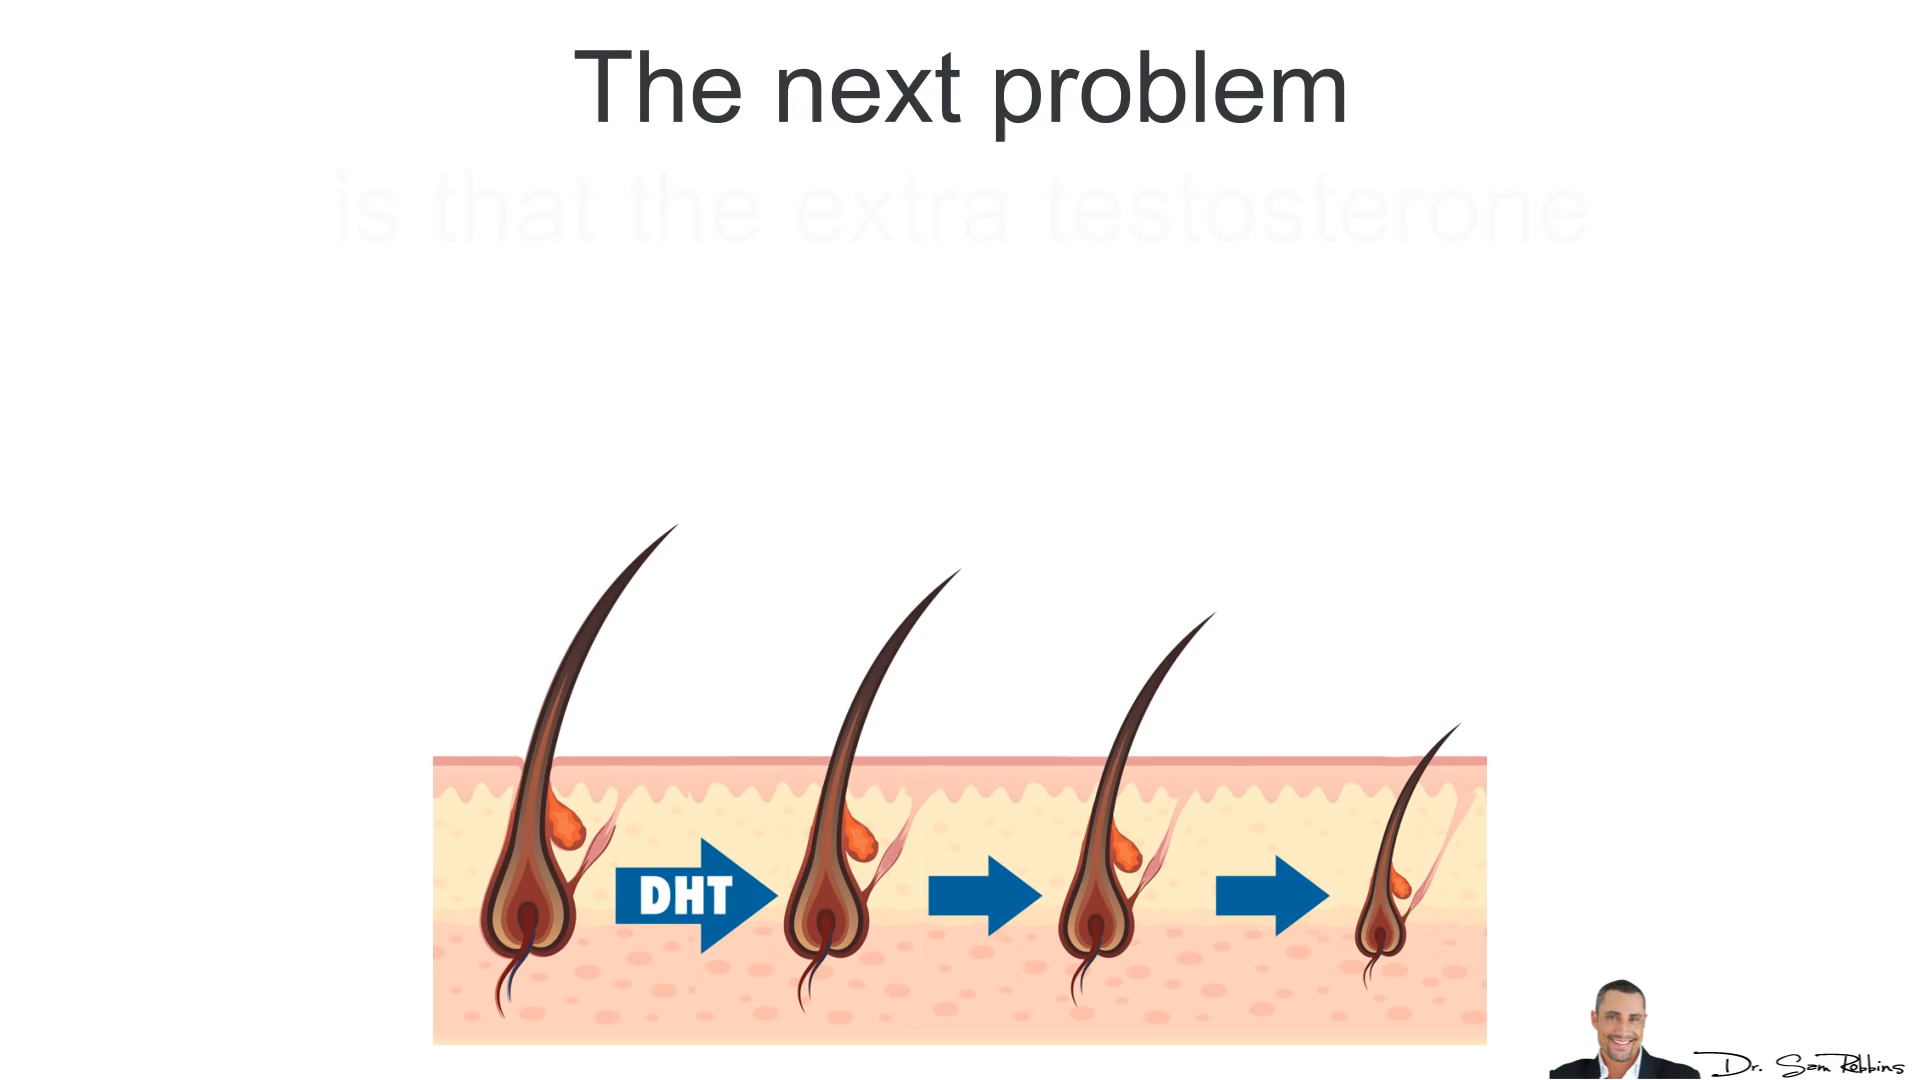 The next problem
is that the extra testosterone
DHT
Dr. Sam Robbins